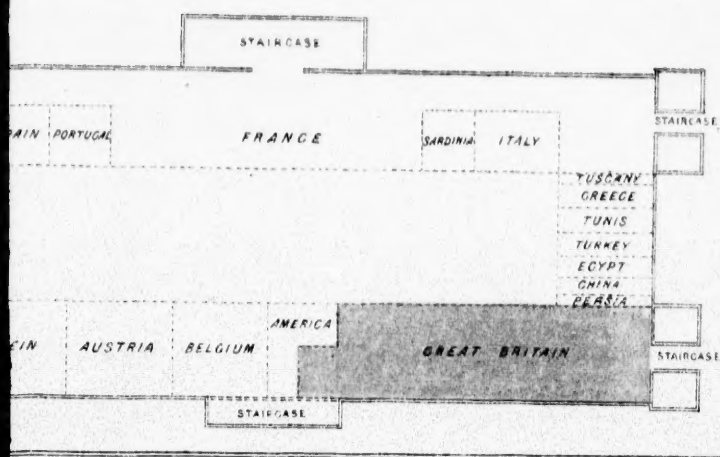 STAIRCASE
STAIRCASE
PORTUGAL
FRANCE
SARDINIA
ITALY
TUSCANY
GREECE
TUNIS
TURKEY
EGYPT
CHINA
PERSIA
AMERICA
AUSTRIA
BELGIUM
GREAT BRITAIN
STAIRCASE
STAIRCASE